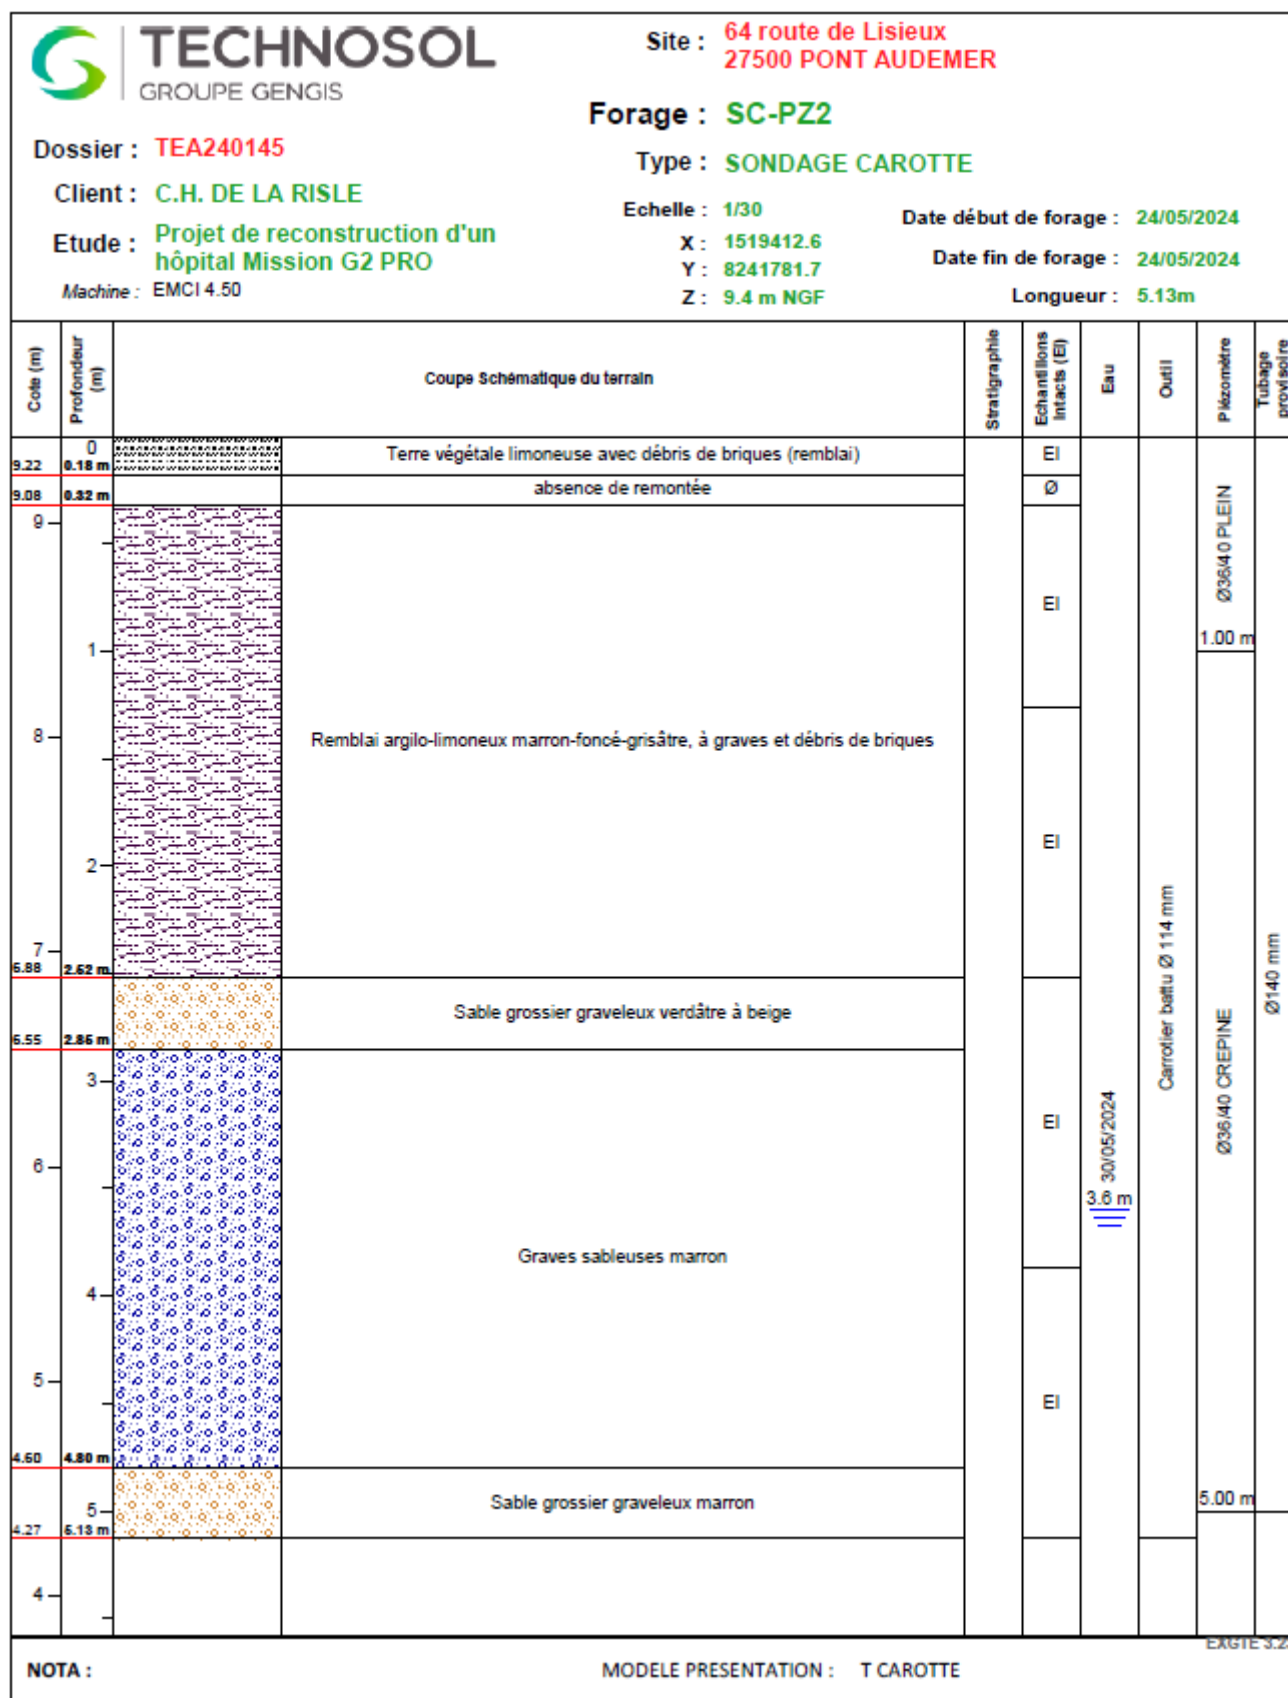 TECHNOSOL
GROUPE GENGIS
Site : 64 route de Lisieux
27500 PONT AUDEMER
Forage : SC-PZ2
Dossier : TEA240145
Type : SONDAGE CAROTTE
Client : C.H. DE LA RISLE
Echelle : 1/30
Date début de forage : 24/05/2024
Etude : Projet de reconstruction d'un
hôpital Mission G2 PRO
X : 1519412.6
Date fin de forage : 24/05/2024
Y : 8241781.7
Machine : EMCI 4.50
Z : 9.4 m NGF
Longueur : 5.13m
Cote (m)
Profondeur (m)
Coupe Schématique du terrain
Stratigraphie
Echantillons Intacts (EI)
Eau
Outil
Piézomètre
Tubage provisoire
0
Terre végétale limoneuse avec débris de briques (remblai)
EI
9.22 0.18 m
absence de remontée
Ø
9.08 0.32 m
9
Ø36/40 PLEIN
EI
1.00 m
1
8
Remblai argilo-limoneux marron-foncé-grisâtre, à graves et débris de briques
EI
2
7
6.88 2.52 m
Carrotier battu Ø 114 mm
Ø140 mm
Sable grossier graveleux verdâtre à beige
6.55 2.85 m
3
Ø36/40 CREPINE
EI
30/05/2024
6
3.6 m
Graves sableuses marron
4
5
EI
4.60 4.80 m
Sable grossier graveleux marron
5.00 m
5
4.27 5.13 m
4
EXGTE 3.2
NOTA :
MODELE PRESENTATION : T CAROTTE